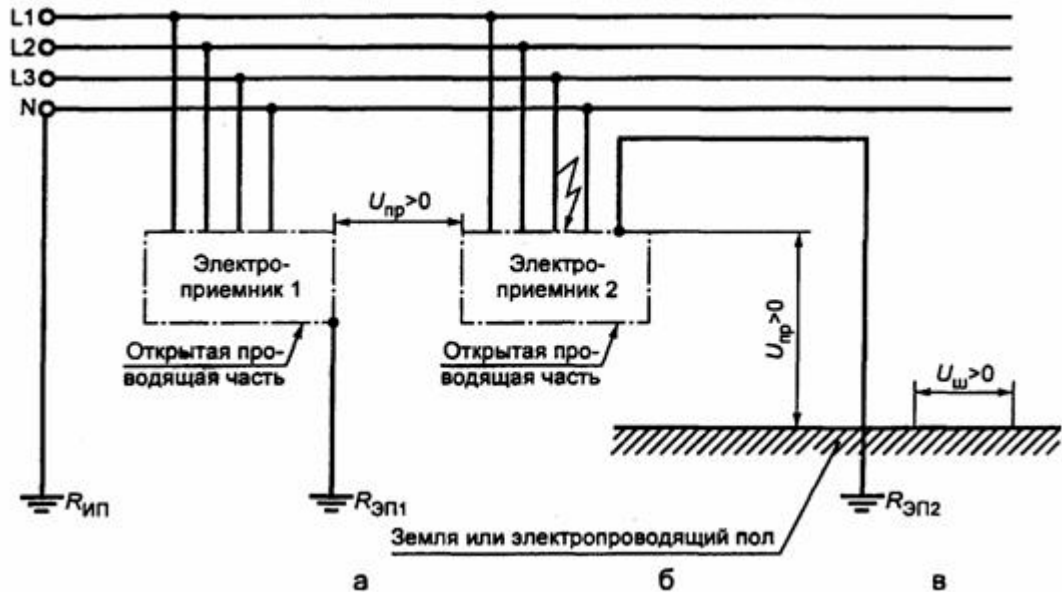 L1
L2
L3
N
Uпр>0
Электро-
приемник 1
Электро-
приемник 2
Открытая про-
водящая часть
Открытая про-
водящая часть
Uпр>0
Uш>0
RИП
RЭП1
RЭП2
Земля или электропроводящий пол
а
б
в